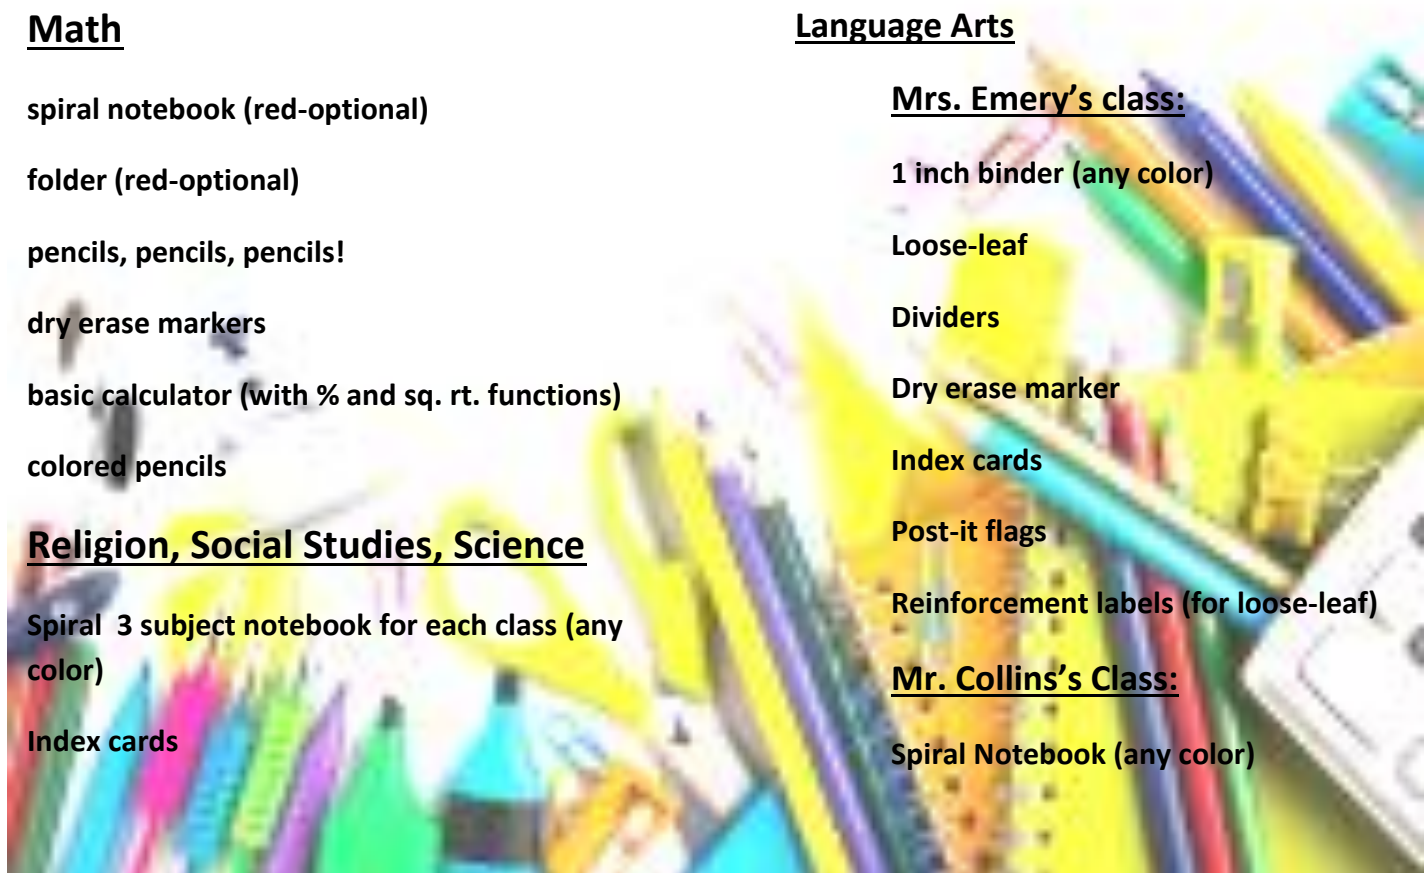 Math
spiral notebook (red-optional)
folder (red-optional)
pencils, pencils, pencils!
dry erase markers
basic calculator (with % and sq. rt. functions)
colored pencils
Religion, Social Studies, Science
Spiral  3 subject notebook for each class (any
color)
Index cards
Language Arts
Mrs. Emery’s class:
1 inch binder (any color)
Loose-leaf
Dividers
Dry erase marker
Index cards
Post-it flags
Reinforcement labels (for loose-leaf)
Mr. Collins’s Class:
Spiral Notebook (any color)